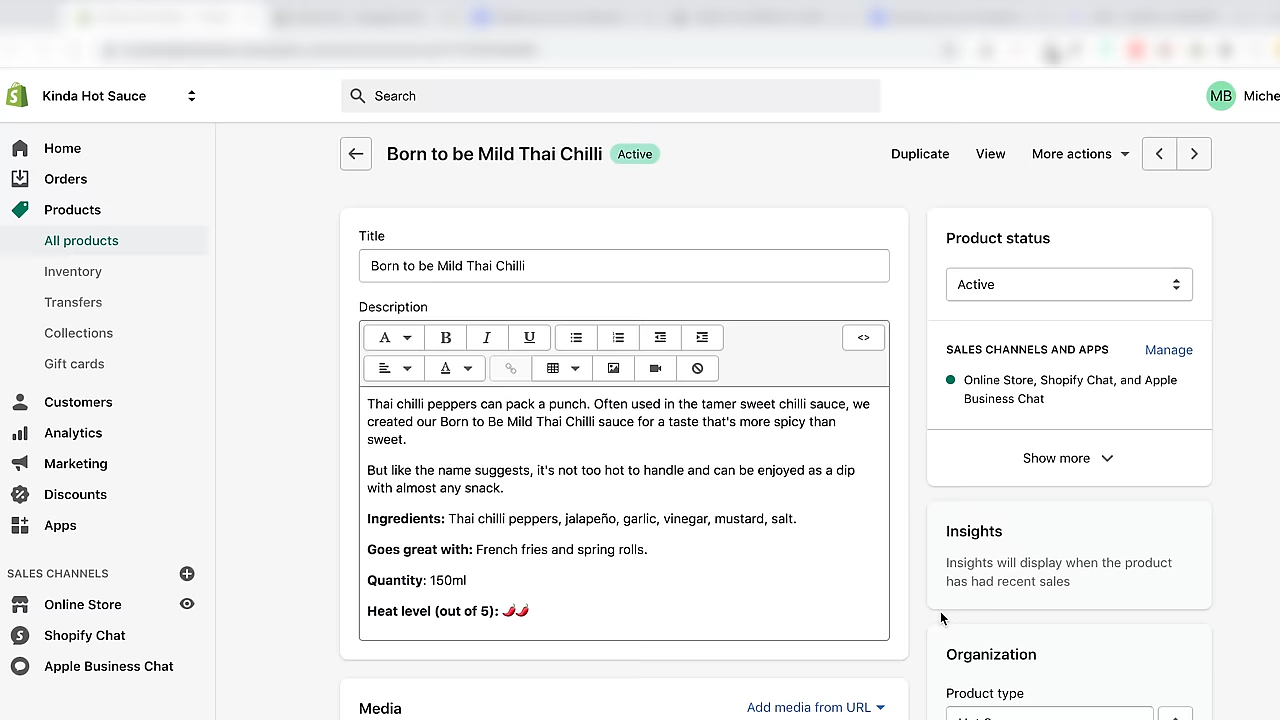 Kinda Hot Sauce
Search
MB
Miche
Home
Orders
Products
All products
Inventory
Transfers
Collections
Gift cards
Customers
Analytics
Marketing
Discounts
Apps
SALES CHANNELS
Online Store
Shopify Chat
Apple Business Chat
Born to be Mild Thai Chilli
Active
Duplicate
View
More actions
Title
Born to be Mild Thai Chilli
Description
Thai chilli peppers can pack a punch. Often used in the tamer sweet chilli sauce, we
created our Born to Be Mild Thai Chilli sauce for a taste that's more spicy than
sweet.
But like the name suggests, it's not too hot to handle and can be enjoyed as a dip
with almost any snack.
Ingredients: Thai chilli peppers, jalapeño, garlic, vinegar, mustard, salt.
Goes great with: French fries and spring rolls.
Quantity: 150ml
Heat level (out of 5): 🌶️🌶️
Media
Add media from URL
Product status
Active
SALES CHANNELS AND APPS
Manage
Online Store, Shopify Chat, and Apple
Business Chat
Show more
Insights
Insights will display when the product
has had recent sales
Organization
Product type